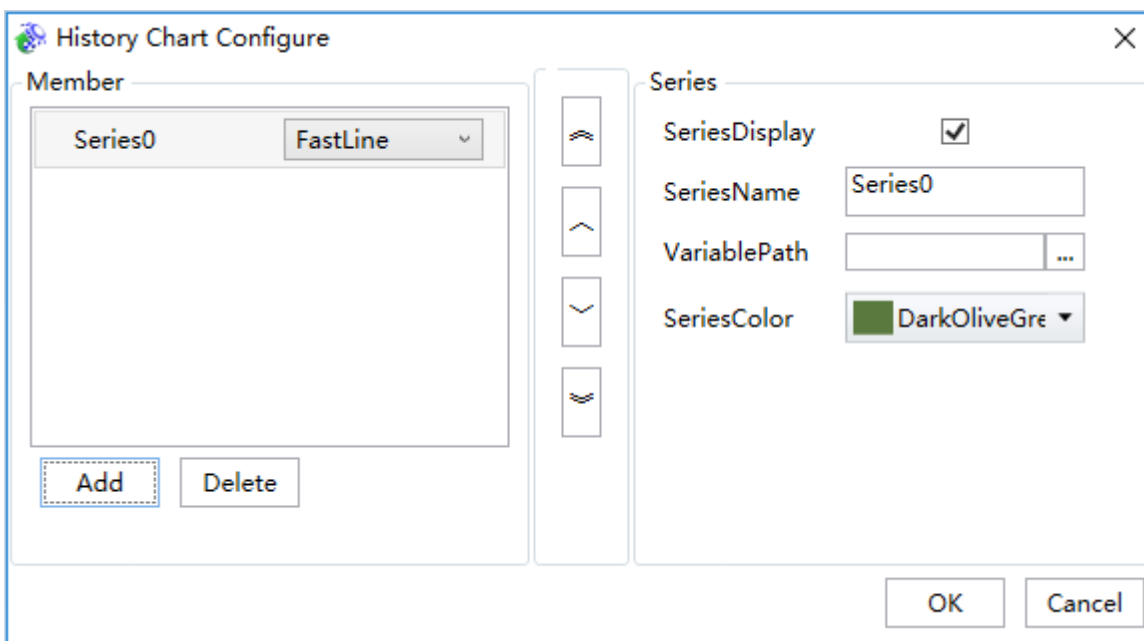 History Chart Configure
Member
Series0 FastLine
Add Delete
Series
SeriesDisplay
SeriesName Series0
VariablePath ...
SeriesColor DarkOliveGre
OK Cancel